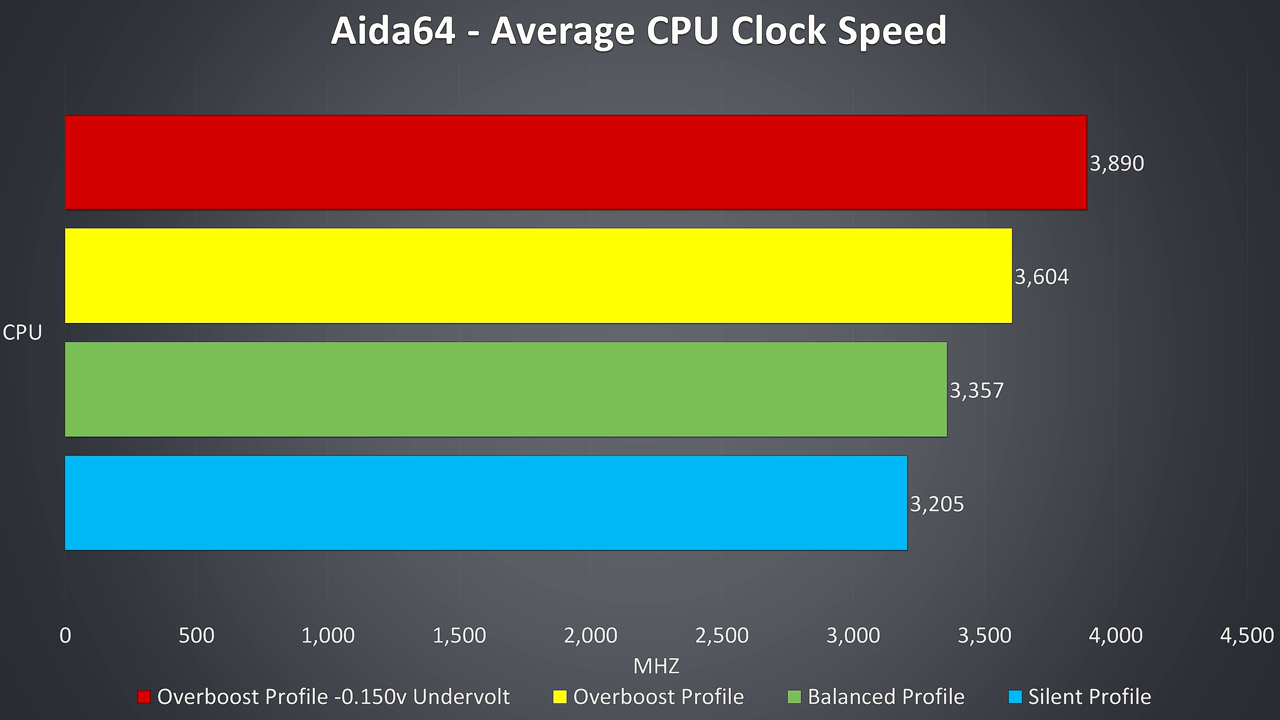 Aida64 - Average CPU Clock Speed
3,890
3,604
CPU
3,357
3,205
0 500 1,000 1,500 2,000 2,500 3,000 3,500 4,000 4,500
MHZ
Overboost Profile -0.150v Undervolt Overboost Profile Balanced Profile Silent Profile